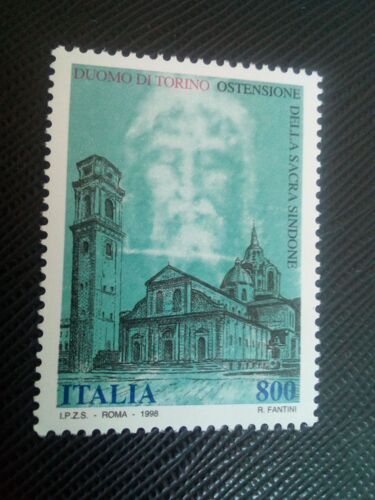 DUOMO DI TORINO OSTENSIONE
DELLA SACRA SINDONE
ITALIA 800
I.P.Z.S. - ROMA - 1998 R. FANTINI